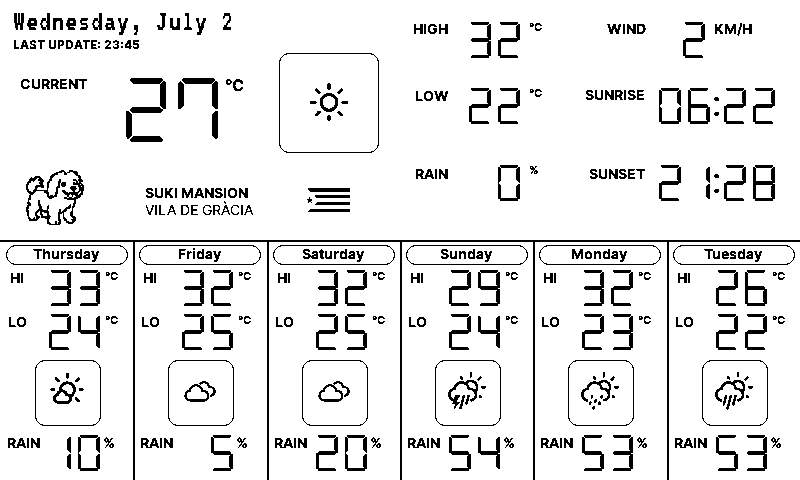 Wednesday, July 2
LAST UPDATE: 23:45
CURRENT 27 °C
SUKI MANSION
VILA DE GRÀCIA
HIGH 32 °C
LOW 22 °C
RAIN 0 %
WIND 2 KM/H
SUNRISE 06:22
SUNSET 21:28
Thursday
HI 33 °C
LO 24 °C
RAIN 10 %
Friday
HI 32 °C
LO 25 °C
RAIN 5 %
Saturday
HI 32 °C
LO 25 °C
RAIN 20 %
Sunday
HI 29 °C
LO 24 °C
RAIN 54 %
Monday
HI 32 °C
LO 23 °C
RAIN 53 %
Tuesday
HI 26 °C
LO 22 °C
RAIN 53 %